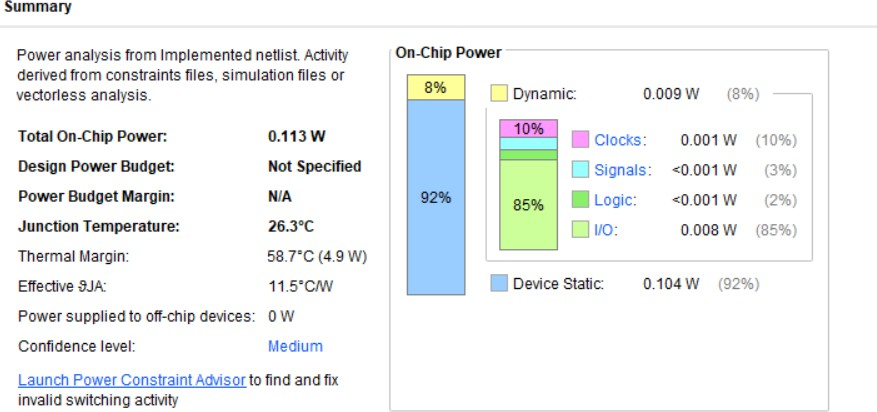 Summary
Power analysis from Implemented netlist. Activity
derived from constraints files, simulation files or
vectorless analysis.
Total On-Chip Power: 0.113 W
Design Power Budget: Not Specified
Power Budget Margin: N/A
Junction Temperature: 26.3°C
Thermal Margin: 58.7°C (4.9 W)
Effective ϑJA: 11.5°C/W
Power supplied to off-chip devices: 0 W
Confidence level: Medium
Launch Power Constraint Advisor to find and fix
invalid switching activity
On-Chip Power
8%
92%
Dynamic: 0.009 W (8%)
10%
85%
Clocks: 0.001 W (10%)
Signals: <0.001 W (3%)
Logic: <0.001 W (2%)
I/O: 0.008 W (85%)
Device Static: 0.104 W (92%)